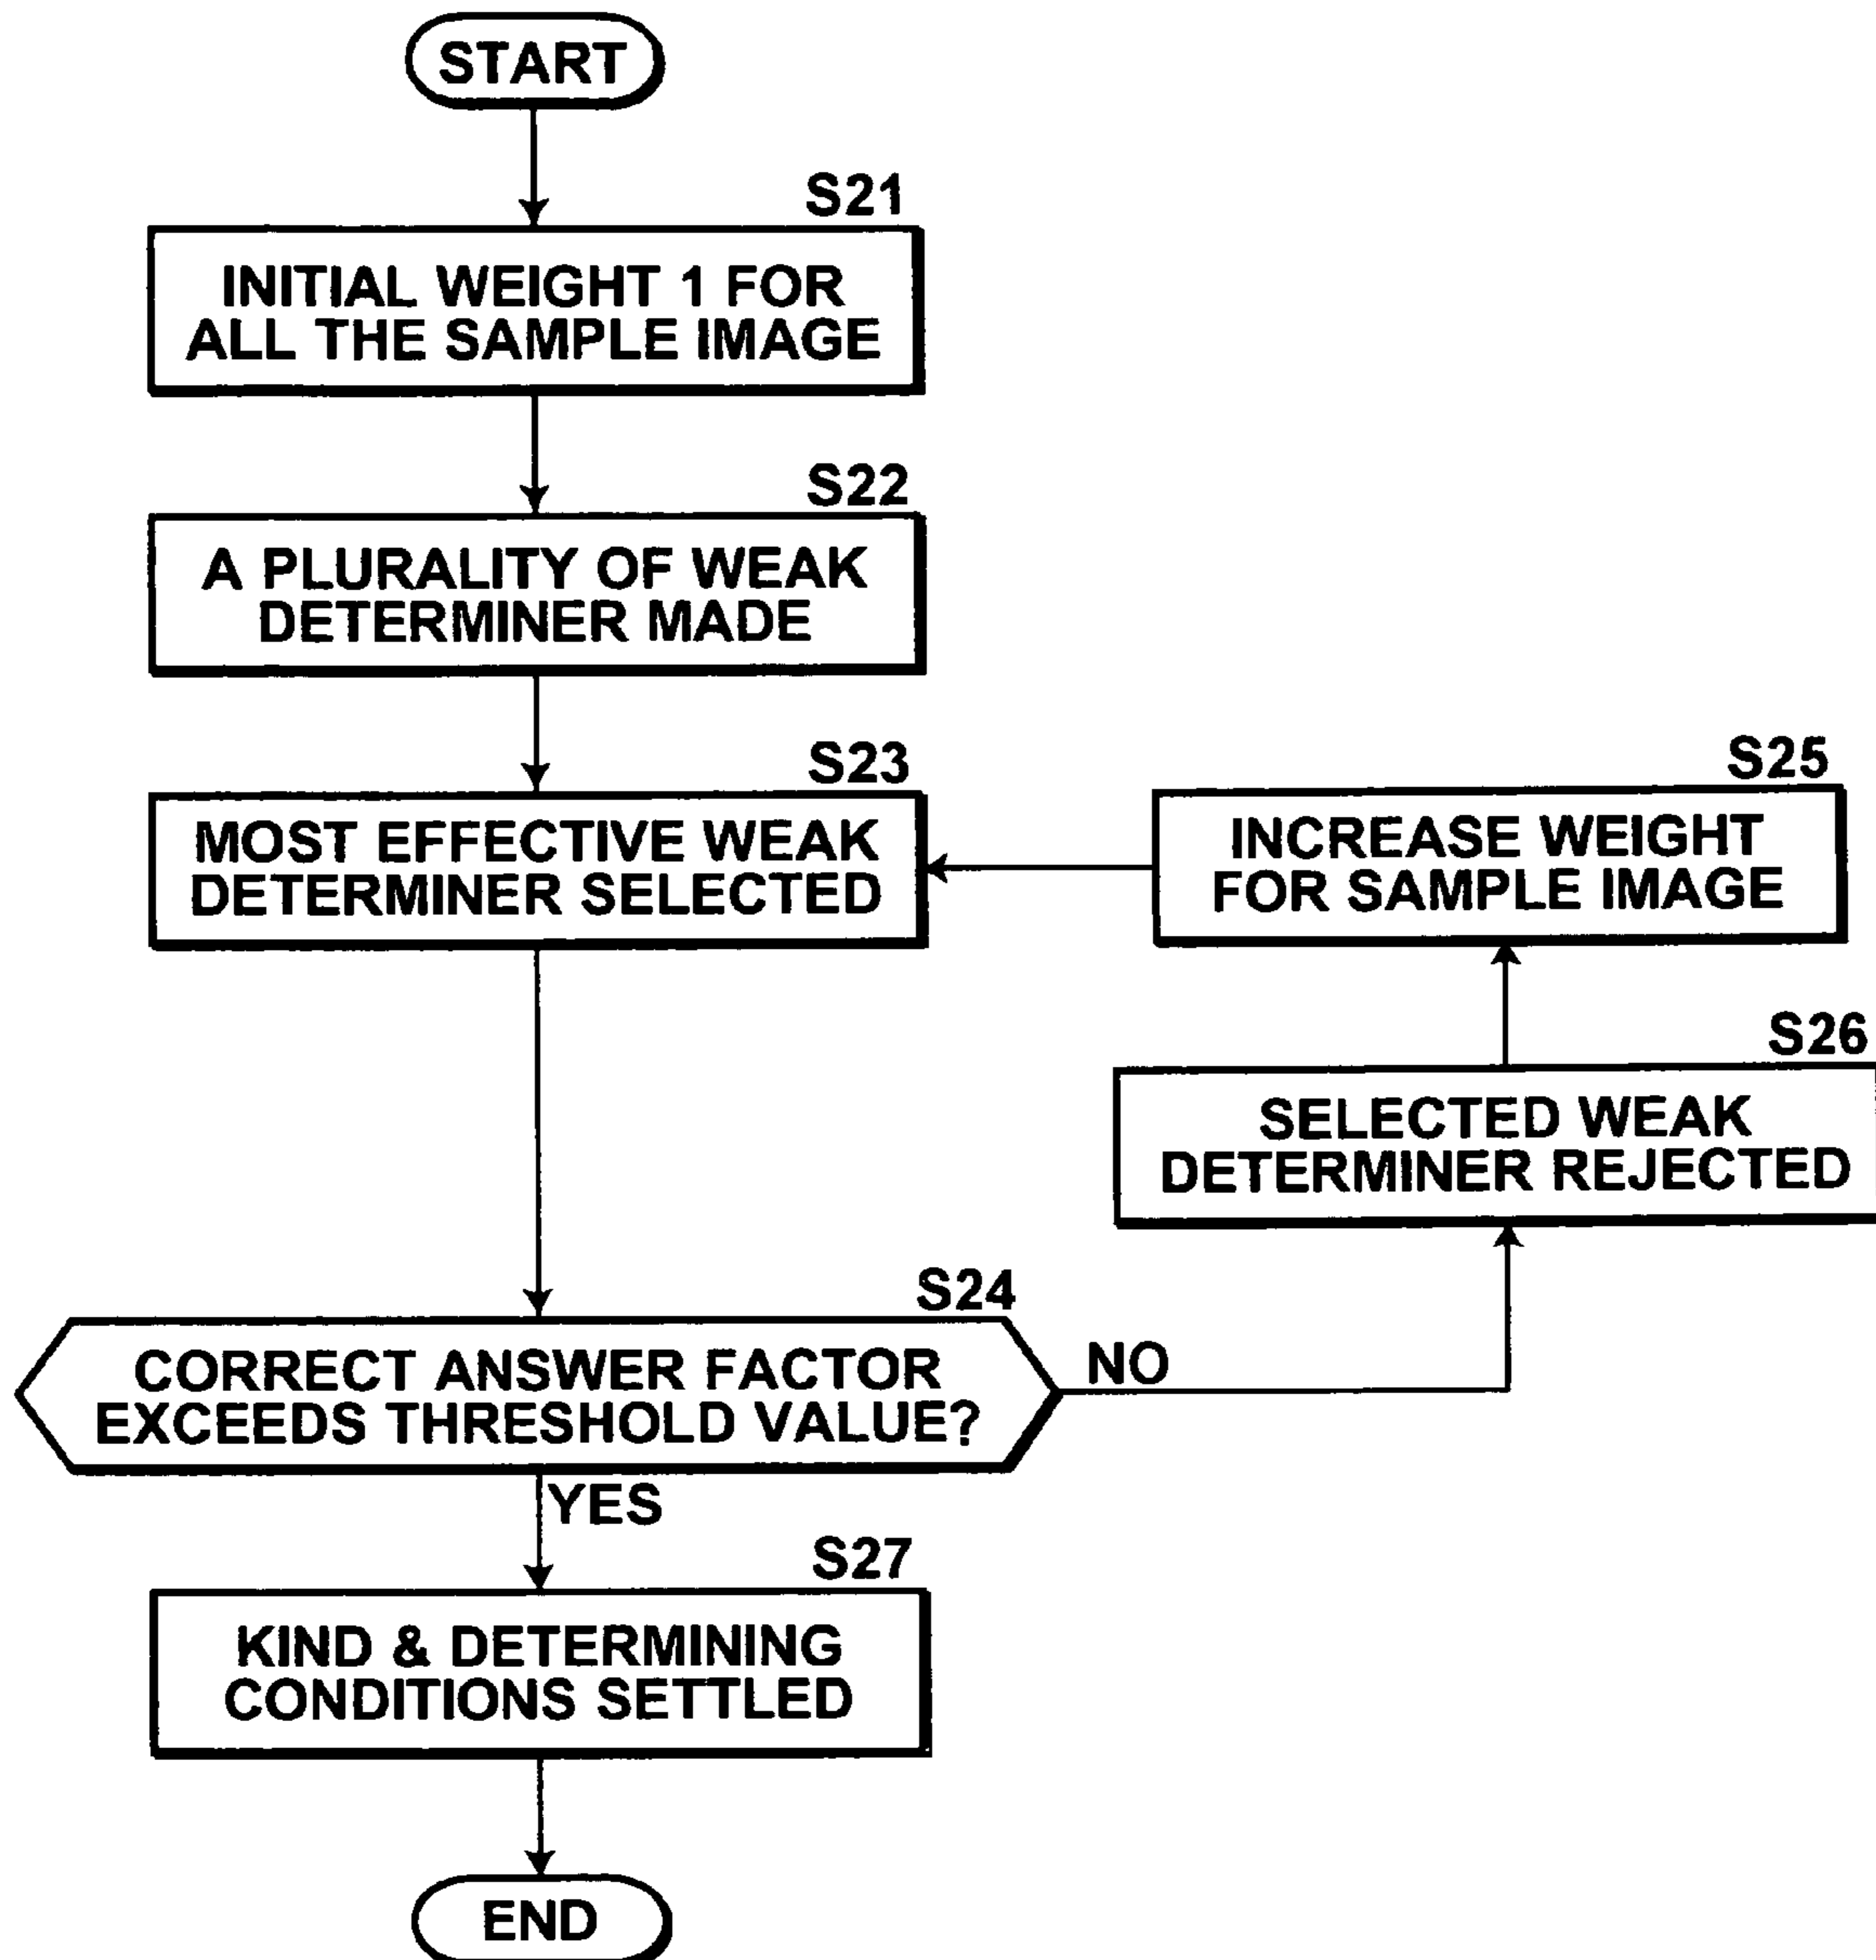 START
S21
INITIAL WEIGHT 1 FOR
ALL THE SAMPLE IMAGE
S22
A PLURALITY OF WEAK
DETERMINER MADE
S23
MOST EFFECTIVE WEAK
DETERMINER SELECTED
S25
INCREASE WEIGHT
FOR SAMPLE IMAGE
S26
SELECTED WEAK
DETERMINER REJECTED
S24
CORRECT ANSWER FACTOR
EXCEEDS THRESHOLD VALUE?
NO
YES
S27
KIND & DETERMINING
CONDITIONS SETTLED
END